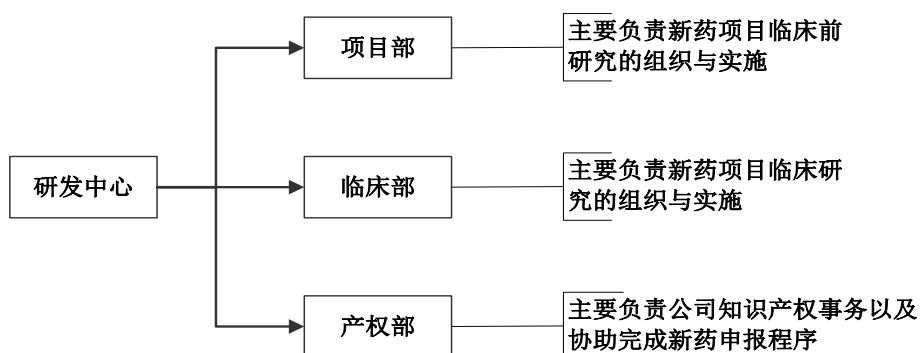 项目部
主要负责新药项目临床前
研究的组织与实施
研发中心
临床部
主要负责新药项目临床研
究的组织与实施
产权部
主要负责公司知识产权事务以及
协助完成新药申报程序